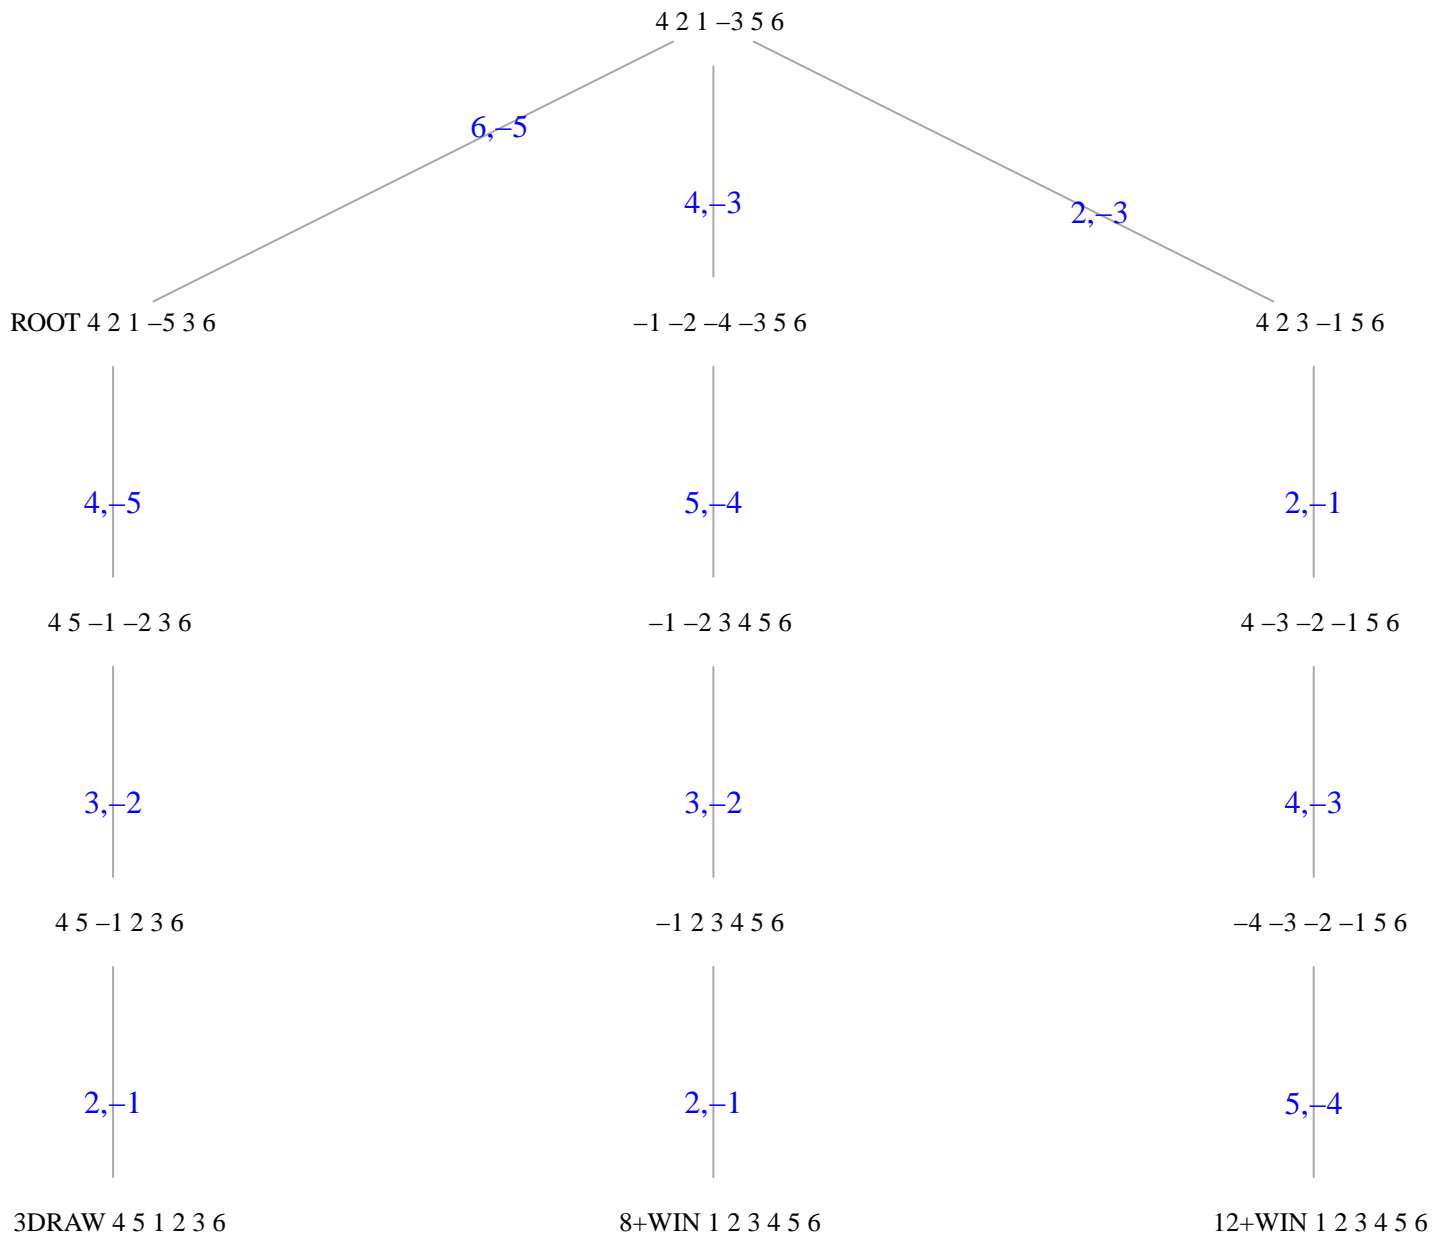 4 2 1 –3 5 6
6,–5
4,–3
2,–3
ROOT 4 2 1 –5 3 6
–1 –2 –4 –3 5 6
4 2 3 –1 5 6
4,–5
5,–4
2,–1
4 5 –1 –2 3 6
–1 –2 3 4 5 6
4 –3 –2 –1 5 6
3,–2
3,–2
4,–3
4 5 –1 2 3 6
–1 2 3 4 5 6
–4 –3 –2 –1 5 6
2,–1
2,–1
5,–4
3DRAW 4 5 1 2 3 6
8+WIN 1 2 3 4 5 6
12+WIN 1 2 3 4 5 6